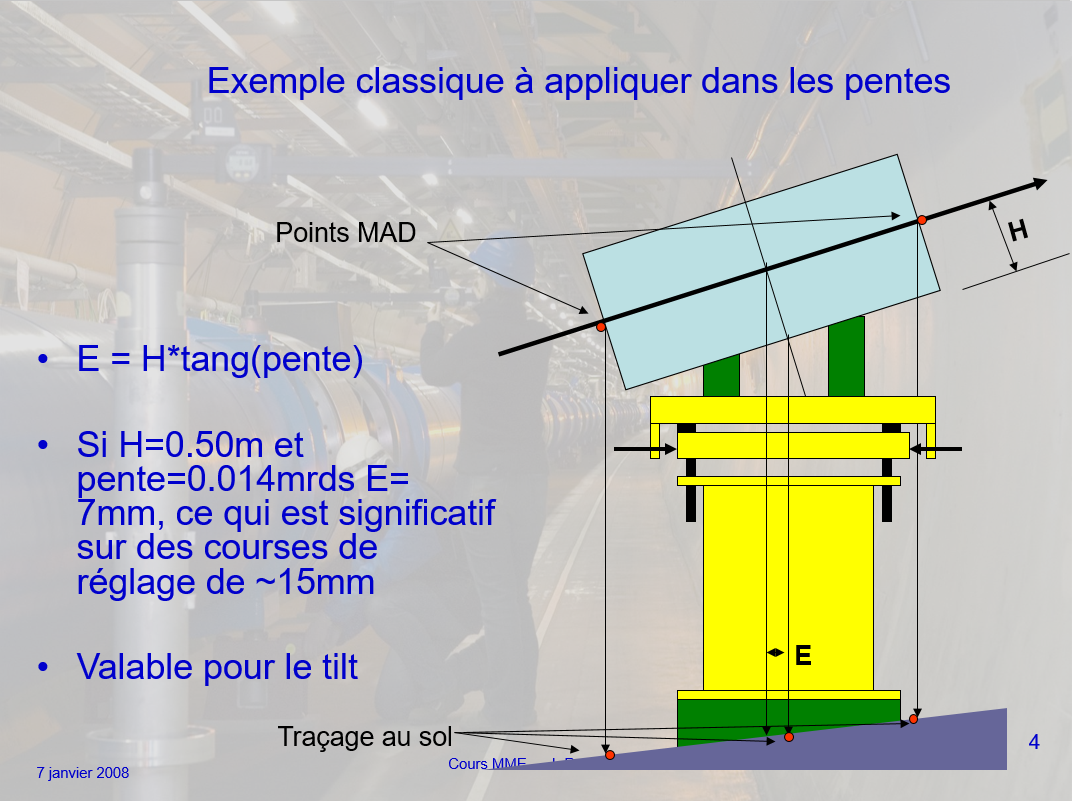 Exemple classique à appliquer dans les pentes
Points MAD
H
• E = H*tang(pente)
• Si H=0.50m et
pente=0.014mrds E=
7mm, ce qui est significatif
sur des courses de
réglage de ~15mm
• Valable pour le tilt
E
Traçage au sol
7 janvier 2008
Cours MME
4